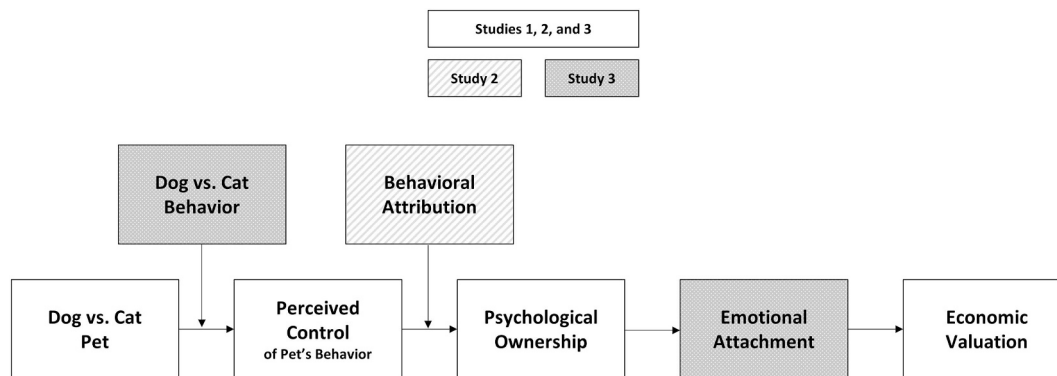 Studies 1, 2, and 3
Study 2
Study 3
Dog vs. Cat
Behavior
Behavioral
Attribution
Dog vs. Cat
Pet
Perceived
Control
of Pet's Behavior
Psychological
Ownership
Emotional
Attachment
Economic
Valuation